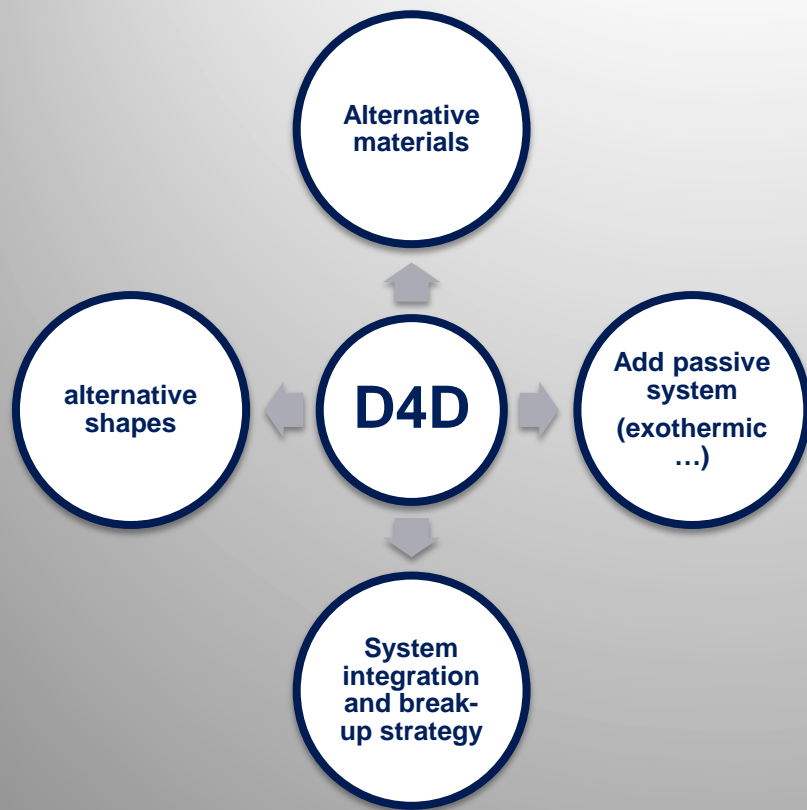 Alternative
materials
alternative
shapes
D4D
Add passive
system
(exothermic
...)
System
integration
and break-
up strategy